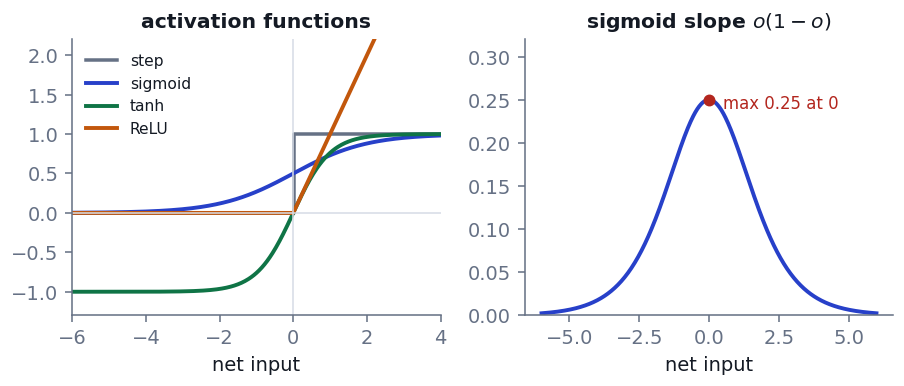 activation functions
2.0
1.5
1.0
0.5
0.0
−0.5
−1.0
step
sigmoid
tanh
ReLU
−6 −4 −2 0 2 4
net input
sigmoid slope o(1 − o)
0.30
0.25
0.20
0.15
0.10
0.05
0.00
max 0.25 at 0
−5.0 −2.5 0.0 2.5 5.0
net input